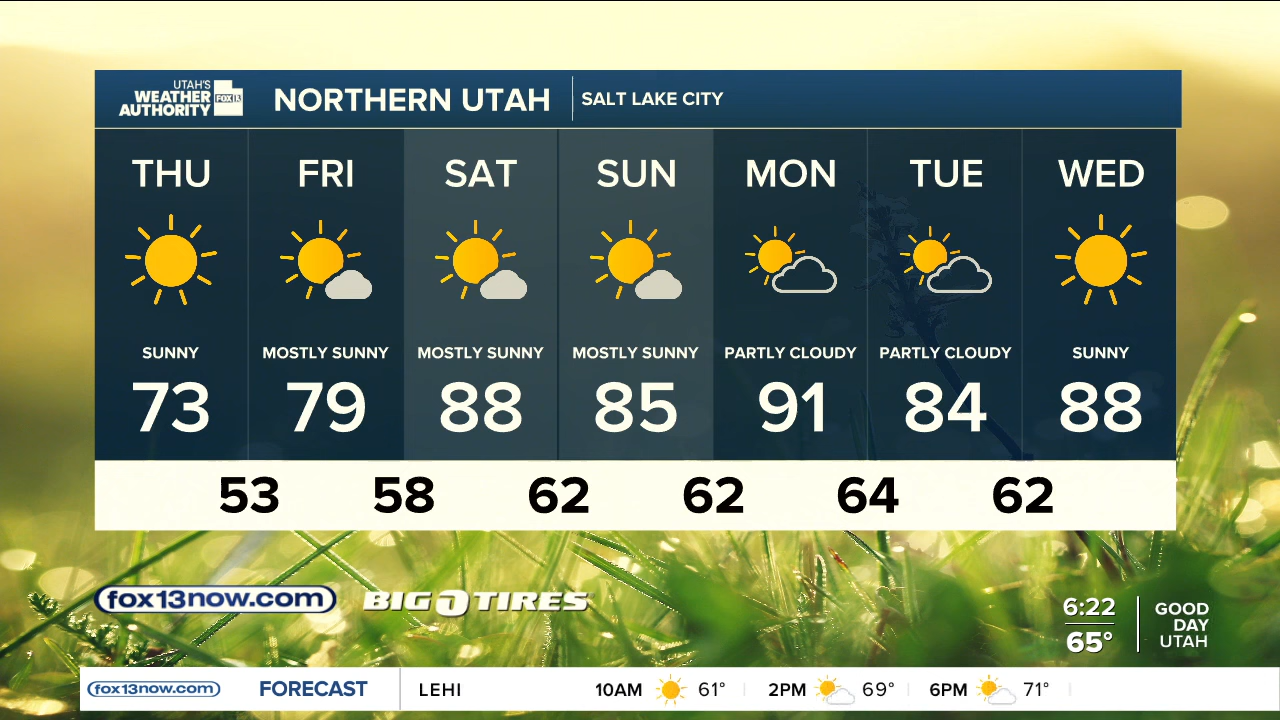 UTAH'S
WEATHER
AUTHORITY
FOX 13
NORTHERN UTAH
SALT LAKE CITY
THU FRI SAT SUN MON TUE WED
SUNNY MOSTLY SUNNY MOSTLY SUNNY MOSTLY SUNNY PARTLY CLOUDY PARTLY CLOUDY SUNNY
73 79 88 85 91 84 88
53 58 62 62 64 62
fox13now.com
BIG O TIRES
6:22
65°
GOOD
DAY
UTAH
fox13now.com FORECAST LEHI 10AM 61° 2PM 69° 6PM 71°